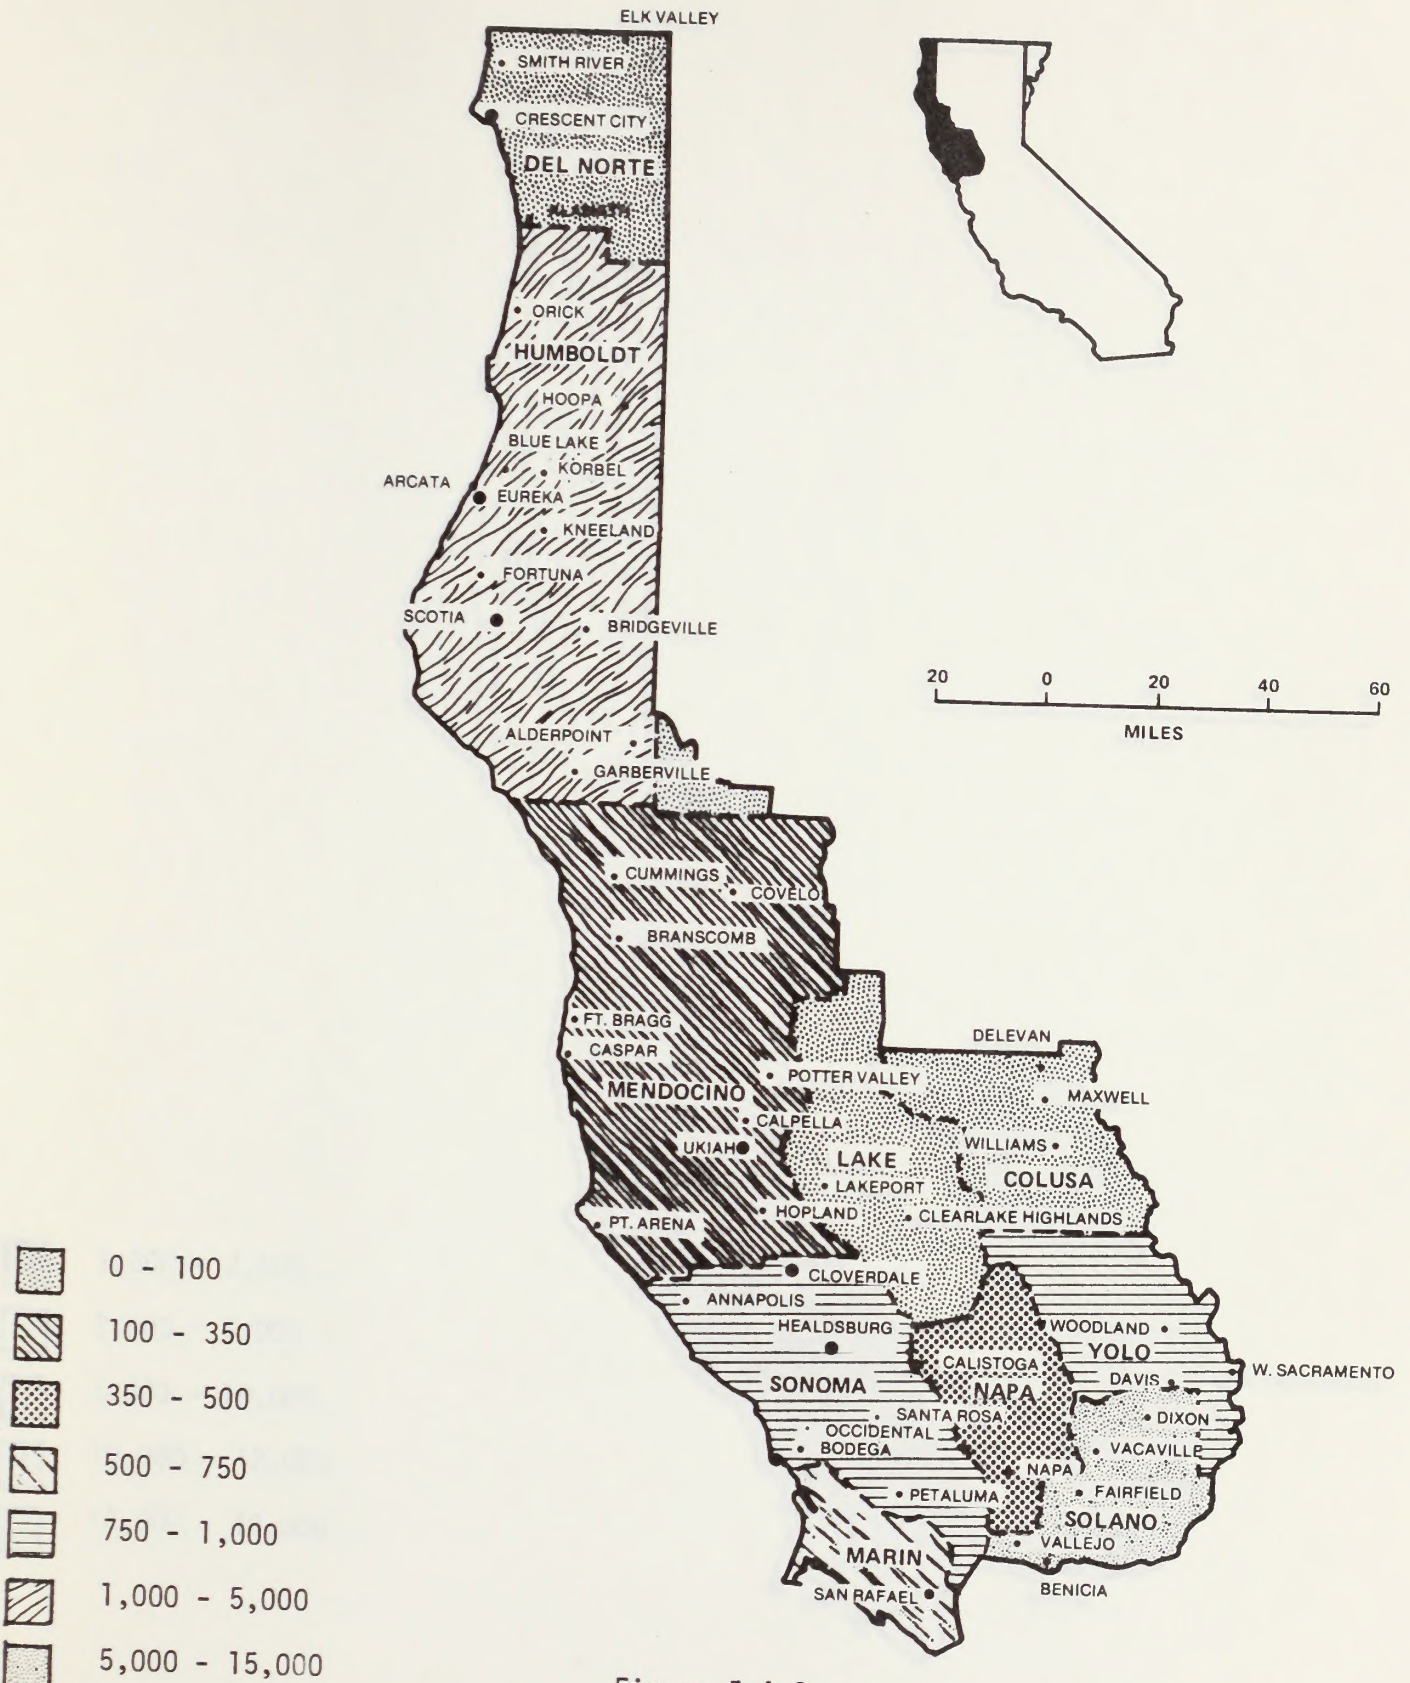 ELK VALLEY
SMITH RIVER
CRESCENT CITY
DEL NORTE
KLAMATH
ORICK
HUMBOLDT
HOOPA
BLUE LAKE
KORBEL
ARCATA
EUREKA
KNEELAND
FORTUNA
SCOTIA
BRIDGEVILLE
20 0 20 40 60
MILES
ALDERPOINT
GARBERVILLE
CUMMINGS
COVELO
BRANSCOMB
FT. BRAGG
DELEVAN
CASPAR
POTTER VALLEY
MENDOCINO
MAXWELL
CALPELLA
UKIAH
WILLIAMS
LAKE
COLUSA
LAKEPORT
HOPLAND
CLEARLAKE HIGHLANDS
PT. ARENA
CLOVERDALE
ANNAPOLIS
HEALDSBURG
WOODLAND
YOLO
CALISTOGA
W. SACRAMENTO
DAVIS
SONOMA
NAPA
SANTA ROSA
DIXON
OCCIDENTAL
BODEGA
VACAVILLE
NAPA
PETALUMA
FAIRFIELD
SOLANO
VALLEJO
MARIN
BENICIA
SAN RAFAEL
0 - 100
100 - 350
350 - 500
500 - 750
750 - 1,000
1,000 - 5,000
5,000 - 15,000